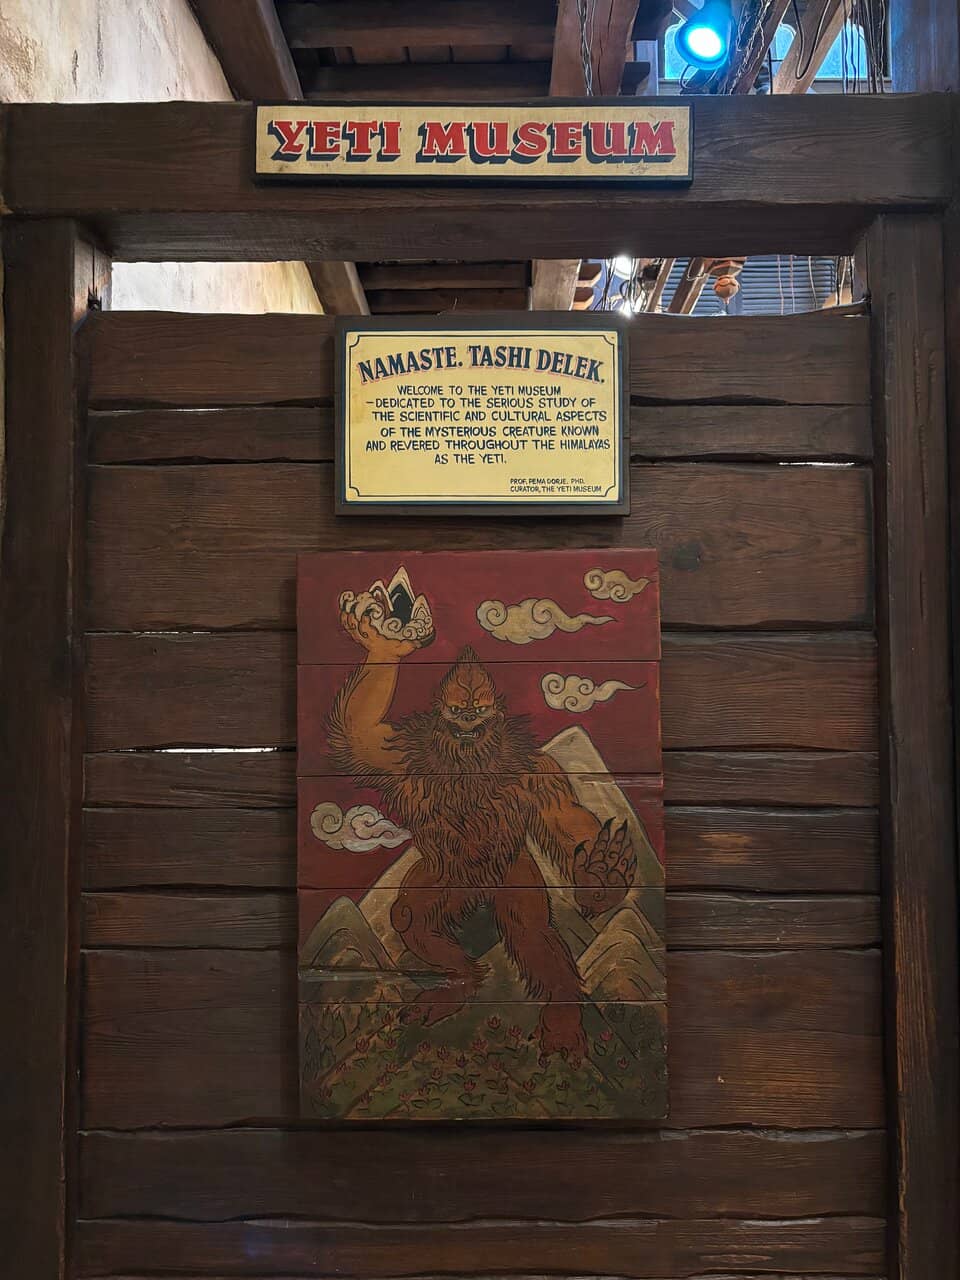 YETI MUSEUM
NAMASTE. TASHI DELEK.
WELCOME TO THE YETI MUSEUM
-DEDICATED TO THE SERIOUS STUDY OF
THE SCIENTIFIC AND CULTURAL ASPECTS
OF THE MYSTERIOUS CREATURE KNOWN
AND REVERED THROUGHOUT THE HIMALAYAS
AS THE YETI.
PROF. PEMA DORJE. PHD.
CURATOR, THE YETI MUSEUM